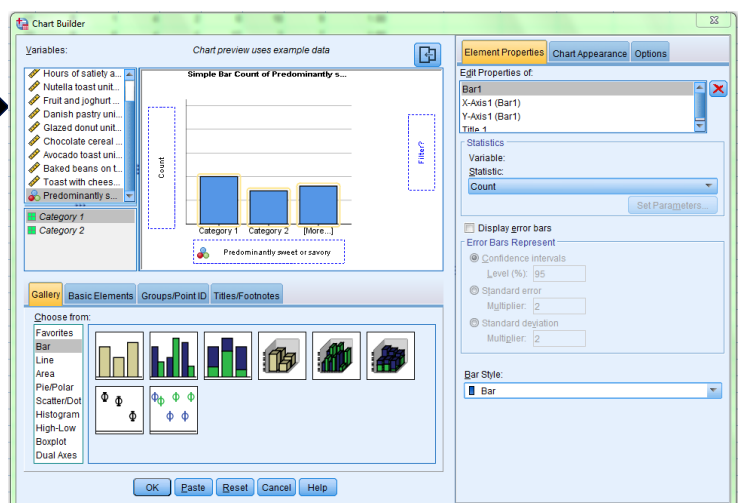 Chart Builder
Variables:
Chart preview uses example data
Hours of satiety a...
Nutella toast unit...
Fruit and joghurt ...
Danish pastry uni...
Glazed donut unit...
Chocolate cereal ...
Avocado toast uni...
Baked beans on t...
Toast with chees...
Predominantly s...
Category 1
Category 2
Simple Bar Count of Predominantly s...
Count
Filter?
Category 1 Category 2 [More...]
Predominantly sweet or savory
Gallery Basic Elements Groups/Point ID Titles/Footnotes
Choose from:
Favorites
Bar
Line
Area
Pie/Polar
Scatter/Dot
Histogram
High-Low
Boxplot
Dual Axes
OK Paste Reset Cancel Help
Element Properties Chart Appearance Options
Edit Properties of:
Bar1
X-Axis1 (Bar1)
Y-Axis1 (Bar1)
Title 1
Statistics
Variable:
Statistic:
Count
Set Parameters...
Display error bars
Error Bars Represent
Confidence intervals
Level (%): 95
Standard error
Multiplier: 2
Standard deviation
Multiplier: 2
Bar Style:
Bar